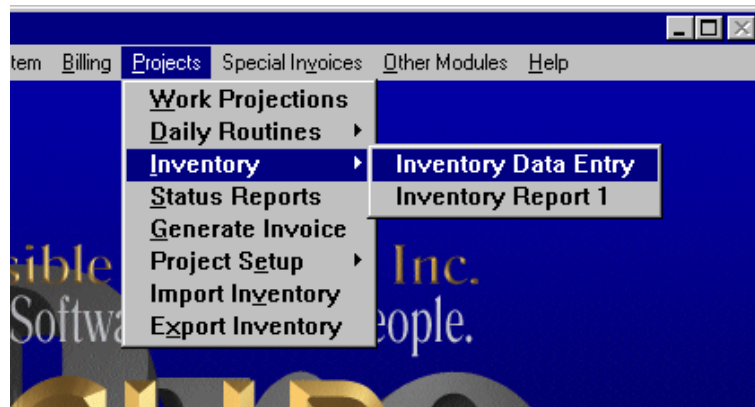 tem Billing Projects Special Invoices Other Modules Help
Work Projections
Daily Routines
Inventory
Inventory Data Entry
Status Reports
Inventory Report 1
Generate Invoice
Project Setup
Import Inventory
Export Inventory
sible Inc.
Softwa eople.